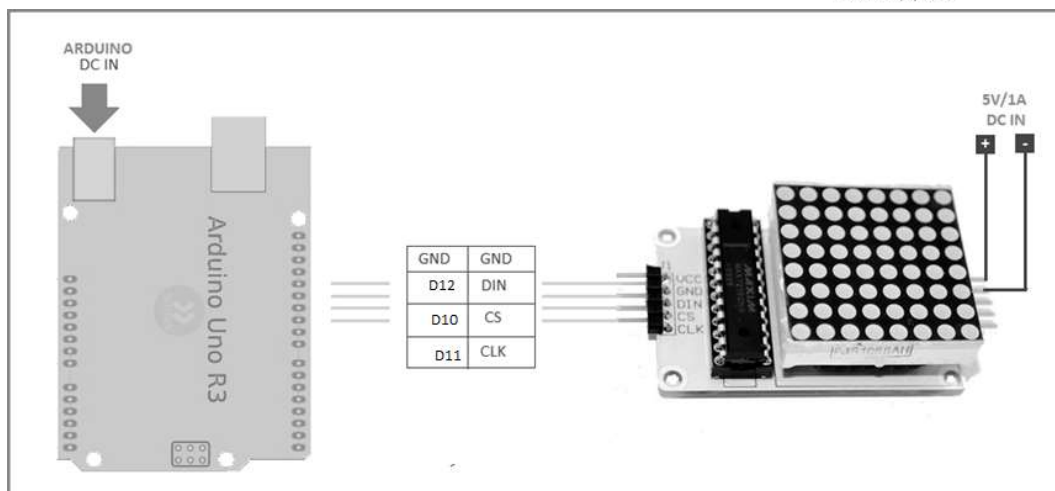 ARDUINO
DC IN
5V/1A
DC IN
+ -
Arduino Uno R3
GND GND
D12 DIN
D10 CS
D11 CLK
VCC
GND
DIN
CS
CLK